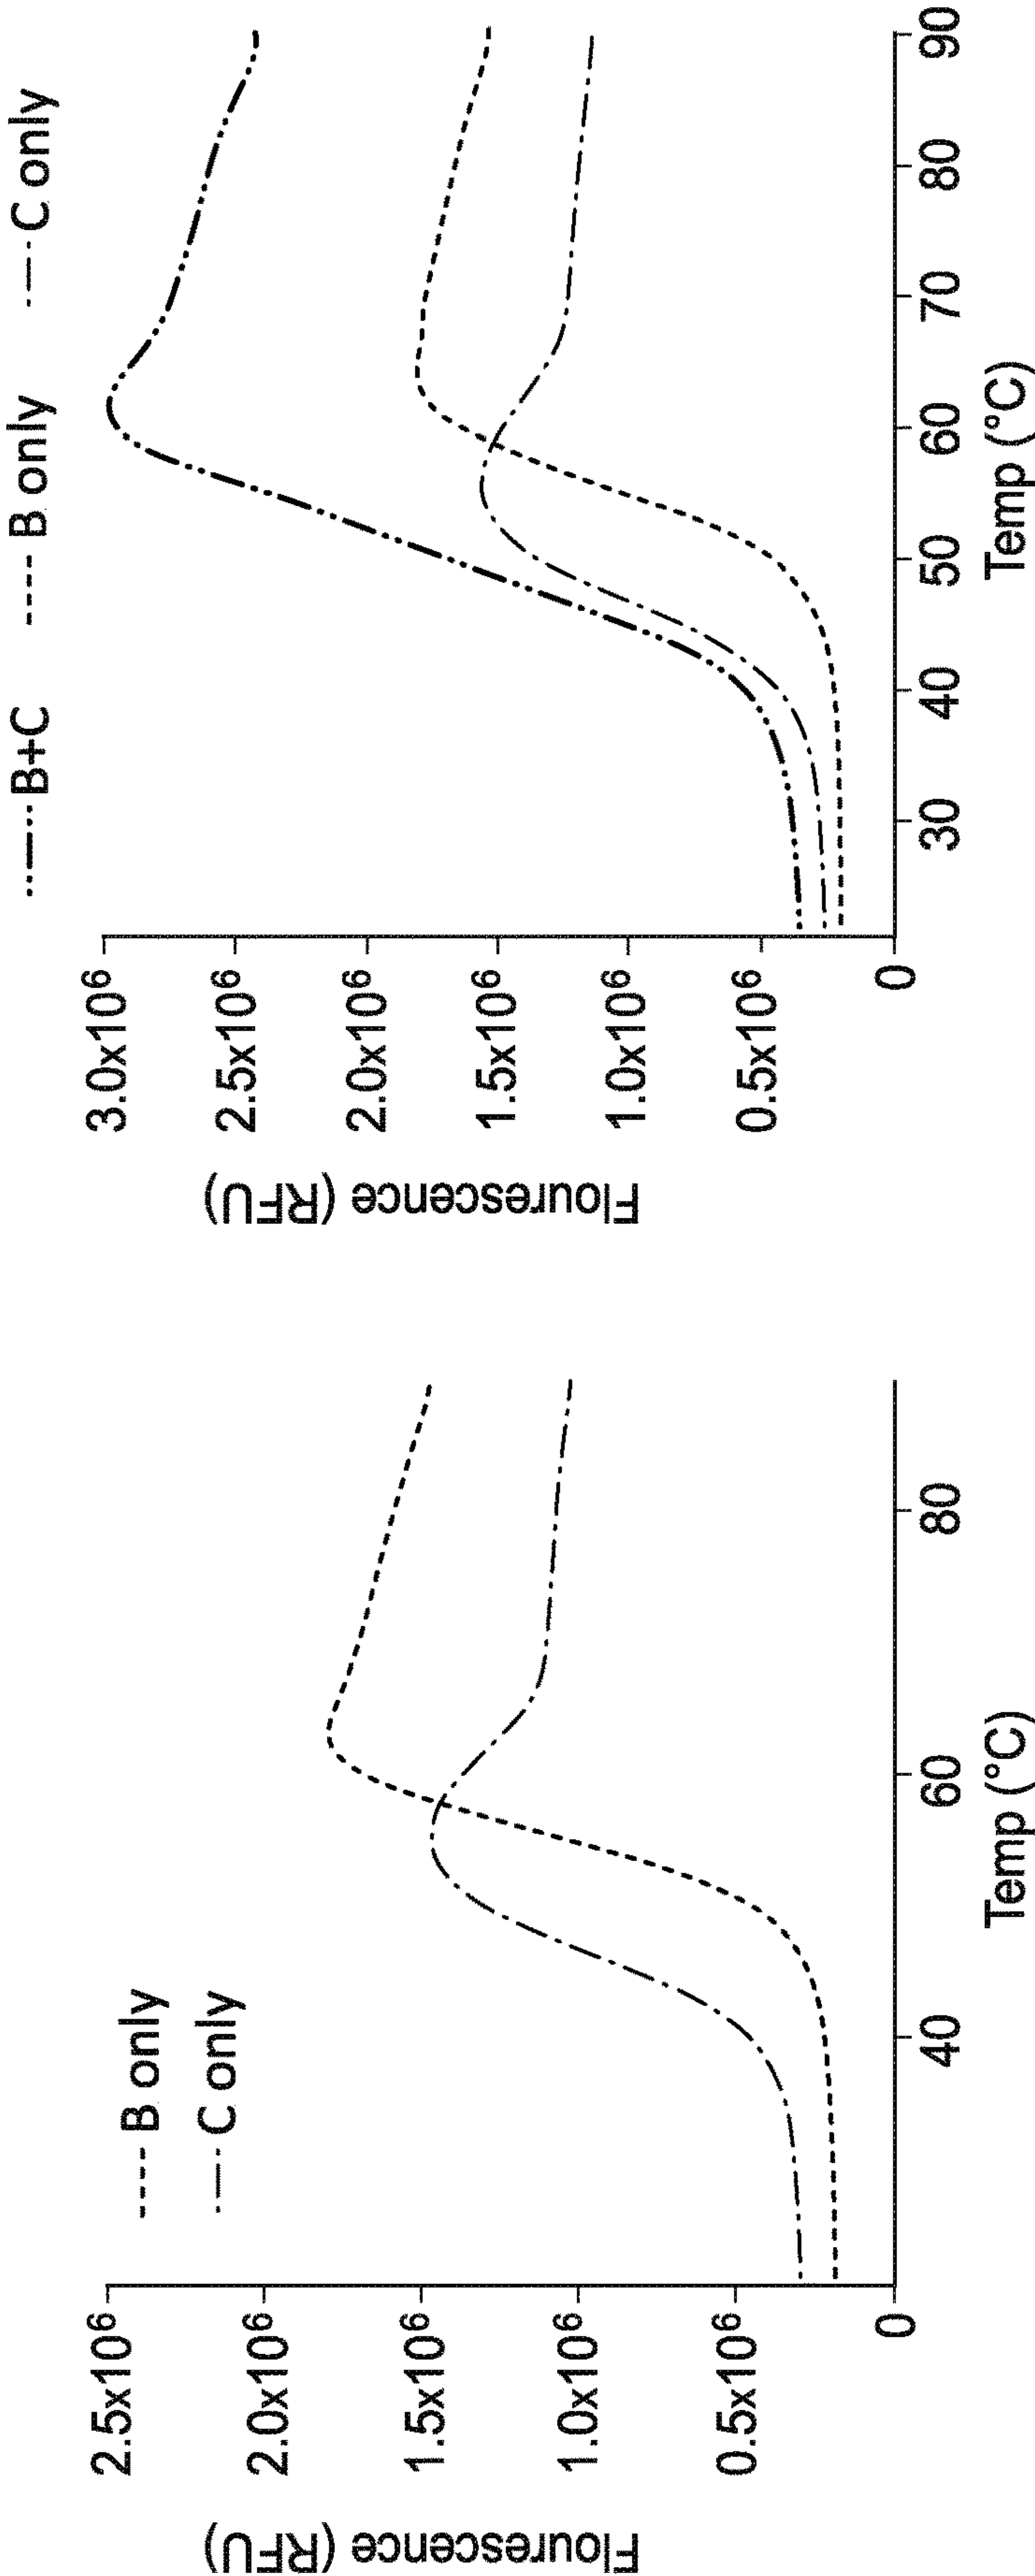 B only
C only
Flourescence (RFU)
2.5x10⁶
2.0x10⁶
1.5x10⁶
1.0x10⁶
0.5x10⁶
0
40
60
80
Temp (°C)
B+C
B only
C only
Flourescence (RFU)
3.0x10⁶
2.5x10⁶
2.0x10⁶
1.5x10⁶
1.0x10⁶
0.5x10⁶
0
30
40
50
60
70
80
90
Temp (°C)